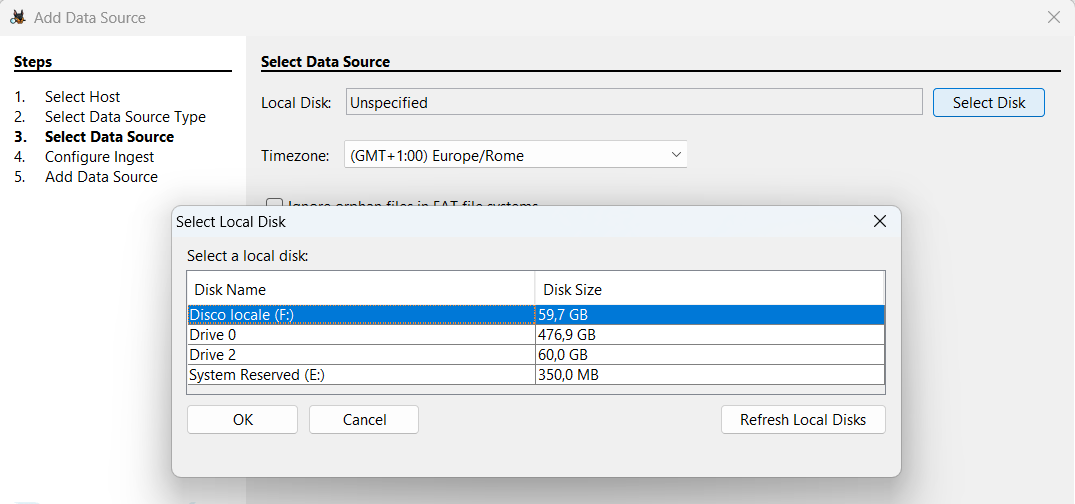 Add Data Source
Steps
1. Select Host
2. Select Data Source Type
3. Select Data Source
4. Configure Ingest
5. Add Data Source
Select Data Source
Local Disk: Unspecified Select Disk
Timezone: (GMT+1:00) Europe/Rome
Ignore orphan files in FAT file systems
Select Local Disk
Select a local disk:
Disk Name Disk Size
Disco locale (F:) 59,7 GB
Drive 0 476,9 GB
Drive 2 60,0 GB
System Reserved (E:) 350,0 MB
OK Cancel Refresh Local Disks